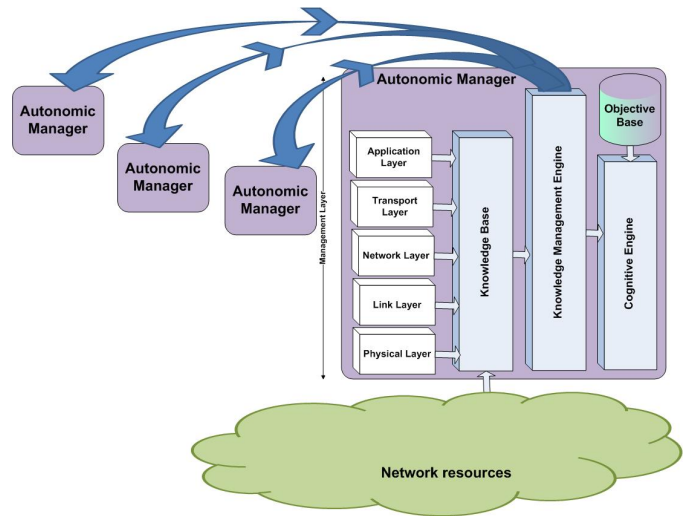 Autonomic
Manager
Autonomic
Manager
Autonomic
Manager
Management Layer
Autonomic Manager
Application
Layer
Transport
Layer
Network Layer
Link Layer
Physical Layer
Knowledge Base
Knowledge Management Engine
Objective
Base
Cognitive Engine
Network resources